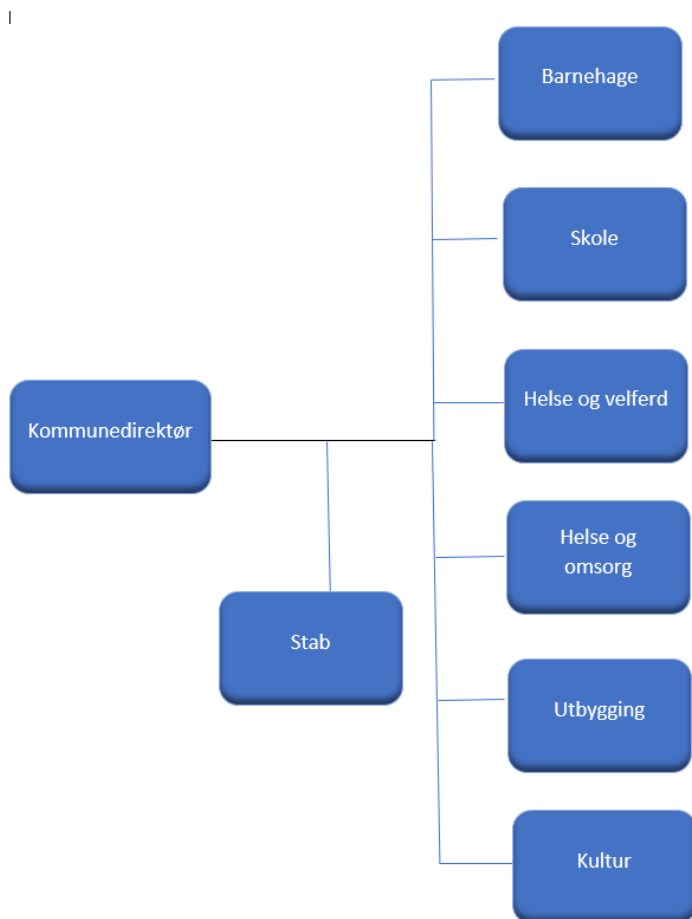 Barnehage
Skole
Helse og velferd
Kommunedirektør
Helse og
omsorg
Stab
Utbygging
Kultur